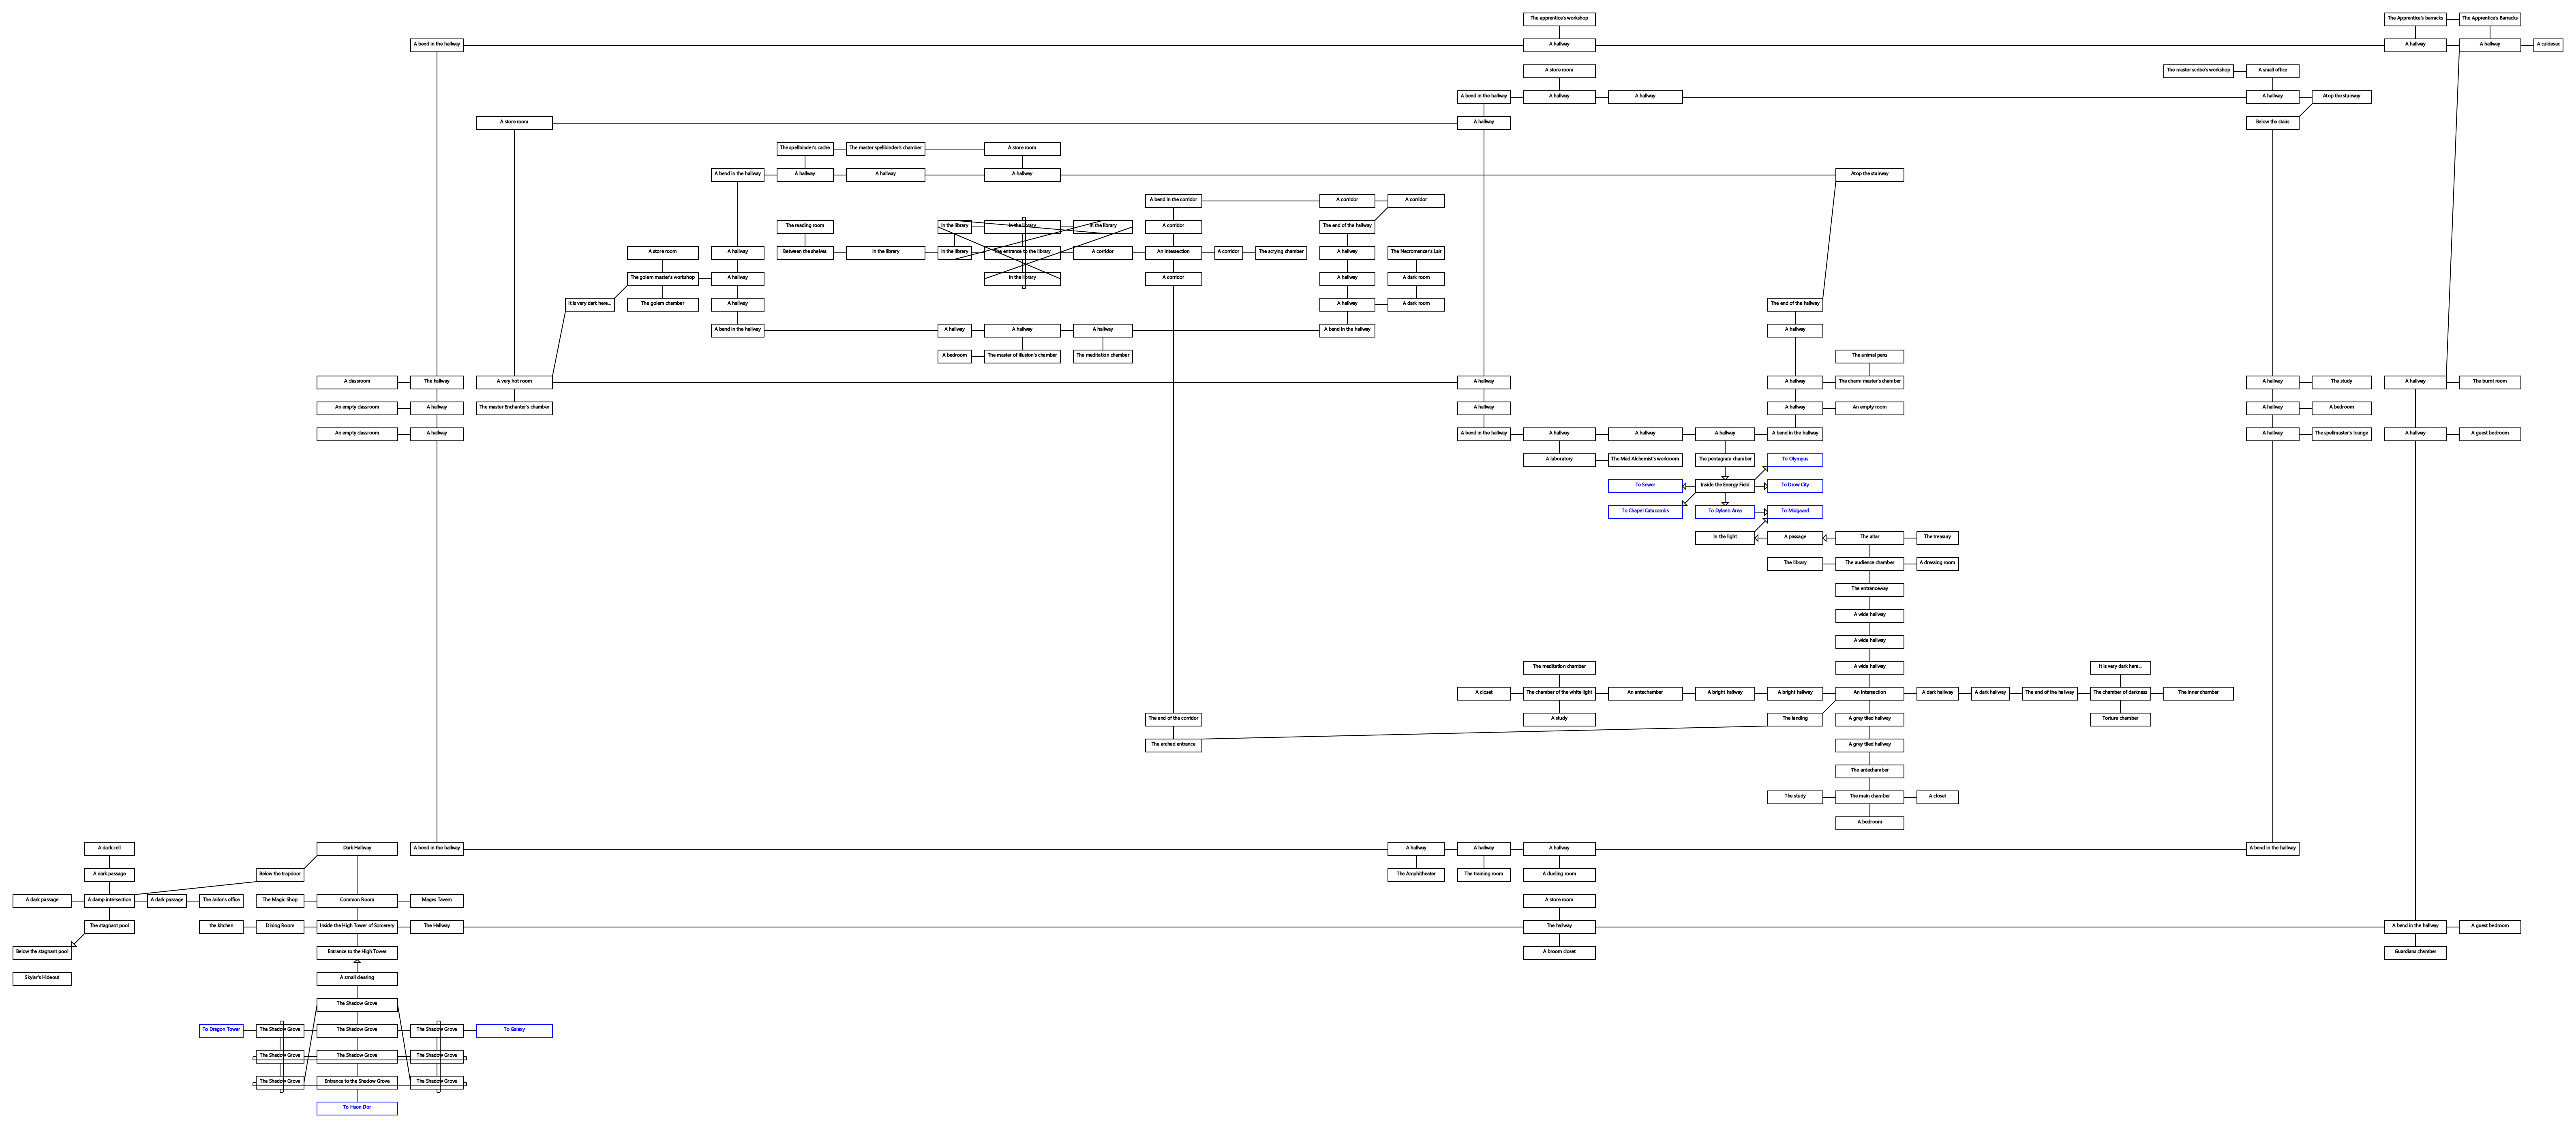 The apprentice's workshop
The Apprentice's barracks
The Apprentice's Barracks
A bend in the hallway
A hallway
A hallway
A hallway
A culdesac
A store room
The master scribe's workshop
A small office
A bend in the hallway
A hallway
A hallway
A hallway
Atop the stairway
A store room
A hallway
Below the stairs
The spellbinder's cache
The master spellbinder's chamber
A store room
A bend in the hallway
A hallway
A hallway
A hallway
Atop the stairway
A bend in the corridor
A corridor
A corridor
The reading room
In the library
In the library
In the library
A corridor
The end of the hallway
A store room
A hallway
Between the shelves
In the library
In the library
The entrance to the library
A corridor
An intersection
A corridor
The scrying chamber
A hallway
The Necromancer's Lair
The golem master's workshop
A hallway
In the library
A corridor
A hallway
A dark room
It is very dark here...
The golem chamber
A hallway
A hallway
A dark room
The end of the hallway
A bend in the hallway
A hallway
A hallway
A hallway
A bend in the hallway
A hallway
A bedroom
The master of illusion's chamber
The meditation chamber
The animal pens
A classroom
The hallway
A very hot room
A hallway
A hallway
The charm master's chamber
A hallway
The study
A hallway
The burnt room
An empty classroom
A hallway
The master Enchanter's chamber
A hallway
A hallway
An empty room
A hallway
A bedroom
An empty classroom
A hallway
A bend in the hallway
A hallway
A hallway
A hallway
A bend in the hallway
A hallway
The spellmaster's lounge
A hallway
A guest bedroom
A laboratory
The Mad Alchemist's workroom
The pentagram chamber
To Olympus
To Sewer
Inside the Energy Field
To Drow City
To Chapel Catacombs
To Dylan's Area
To Midgaard
In the light
A passage
The altar
The treasury
The library
The audience chamber
A dressing room
The entranceway
A wide hallway
A wide hallway
The meditation chamber
A wide hallway
It is very dark here...
A closet
The chamber of the white light
An antechamber
A bright hallway
A bright hallway
An intersection
A dark hallway
A dark hallway
The end of the hallway
The chamber of darkness
The inner chamber
The end of the corridor
A study
The landing
A grey tiled hallway
Torture chamber
The arched entrance
A grey tiled hallway
The antechamber
The study
The main chamber
A closet
A bedroom
A dark cell
Dark Hallway
A bend in the hallway
A hallway
A hallway
A hallway
A bend in the hallway
A dark passage
Below the trapdoor
The Amphitheater
The training room
A dueling room
A dark passage
A damp intersection
A dark passage
The Jailor's office
The Magic Shop
Common Room
Mages Tavern
A store room
The stagnant pool
the kitchen
Dining Room
Inside the High Tower of Sorcerery
The Hallway
The hallway
A bend in the hallway
A guest bedroom
Below the stagnant pool
Entrance to the High Tower
A broom closet
Guardians chamber
Skylar's Hideout
A small clearing
The Shadow Grove
To Dragon Tower
The Shadow Grove
The Shadow Grove
The Shadow Grove
To Galaxy
The Shadow Grove
The Shadow Grove
The Shadow Grove
The Shadow Grove
Entrance to the Shadow Grove
The Shadow Grove
To Haon Dor